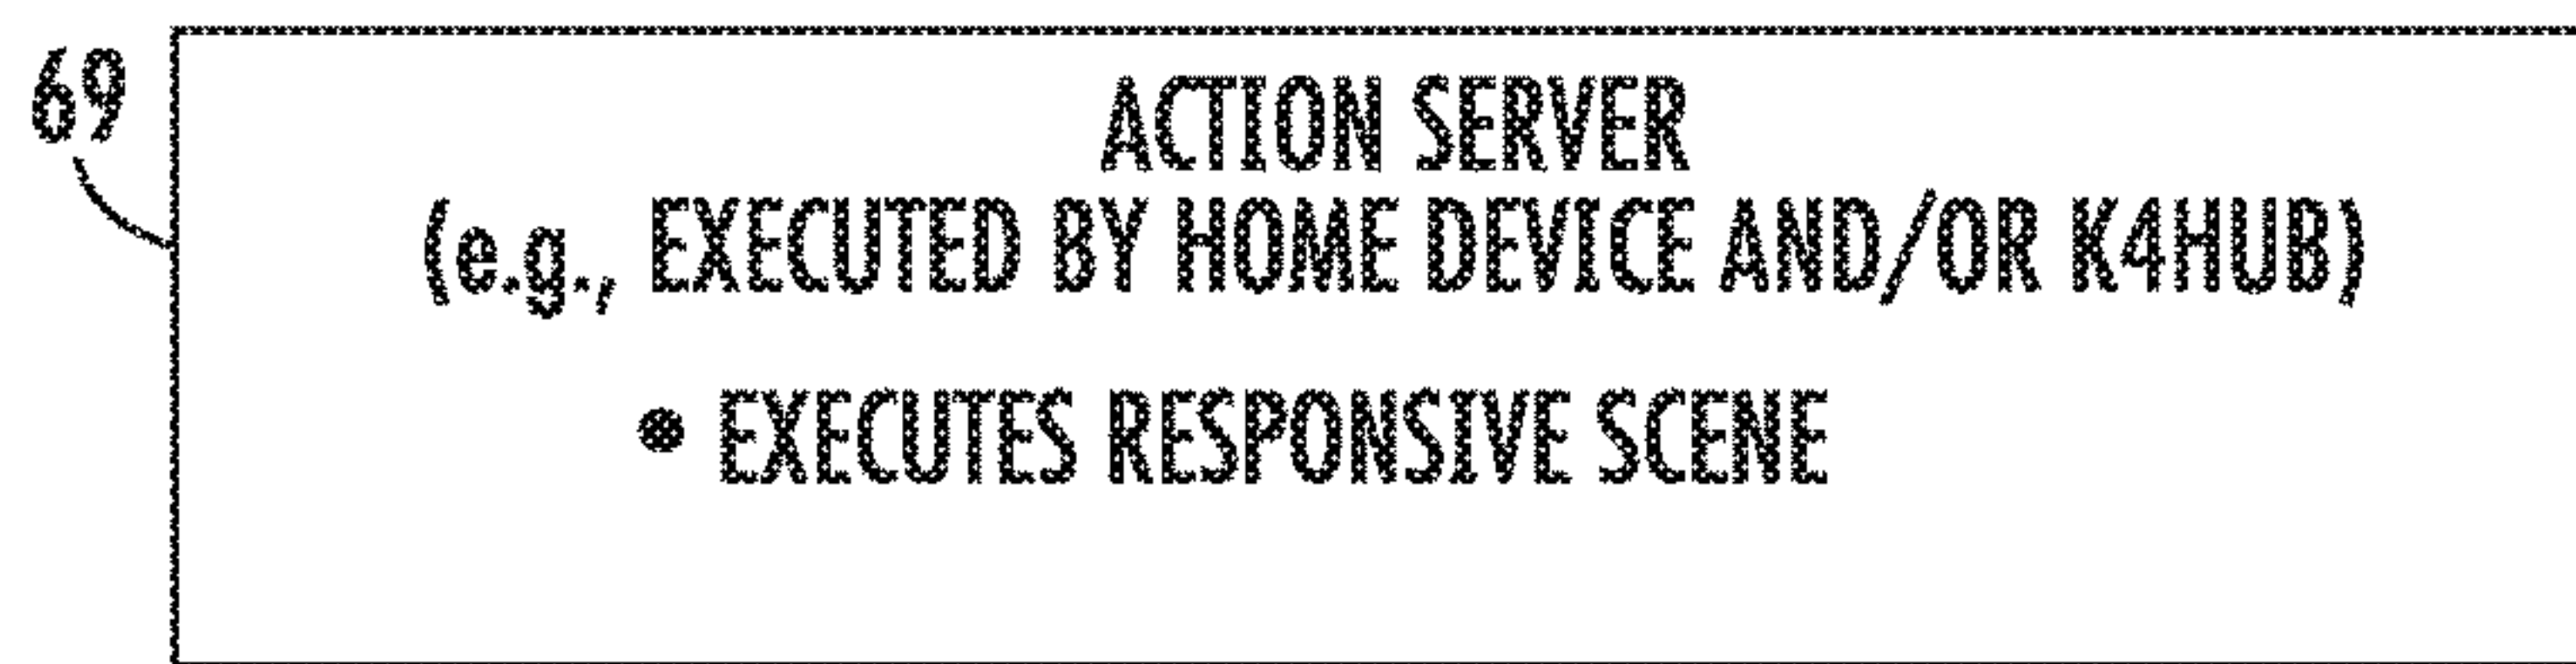 69
ACTION SERVER
(e.g., EXECUTED BY HOME DEVICE AND/OR K4HUB)
• EXECUTES RESPONSIVE SCENE